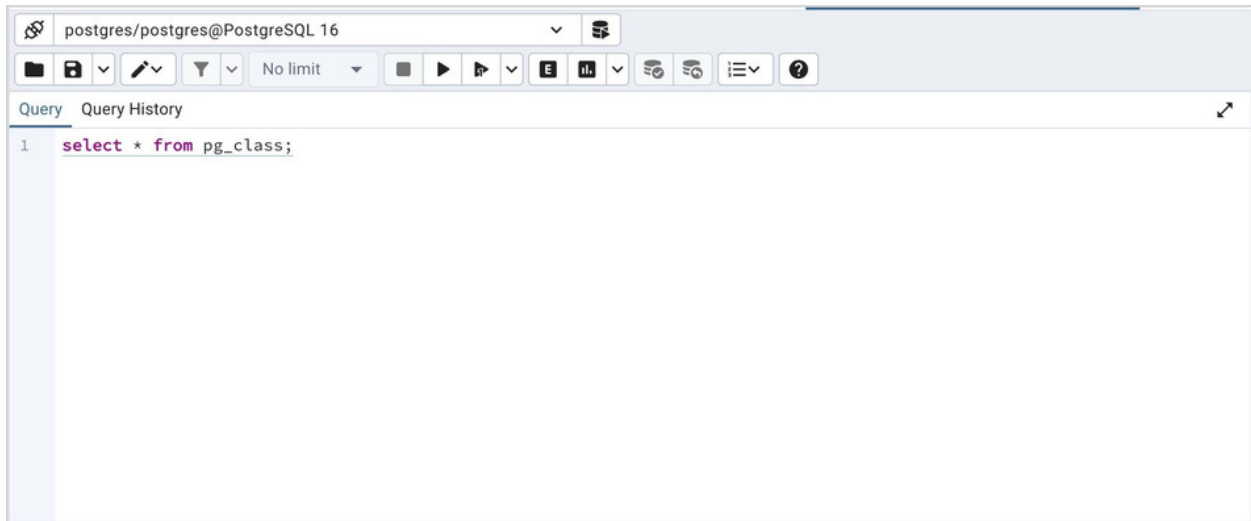 postgres/postgres@PostgreSQL 16
No limit
E
Query Query History
1 select * from pg_class;